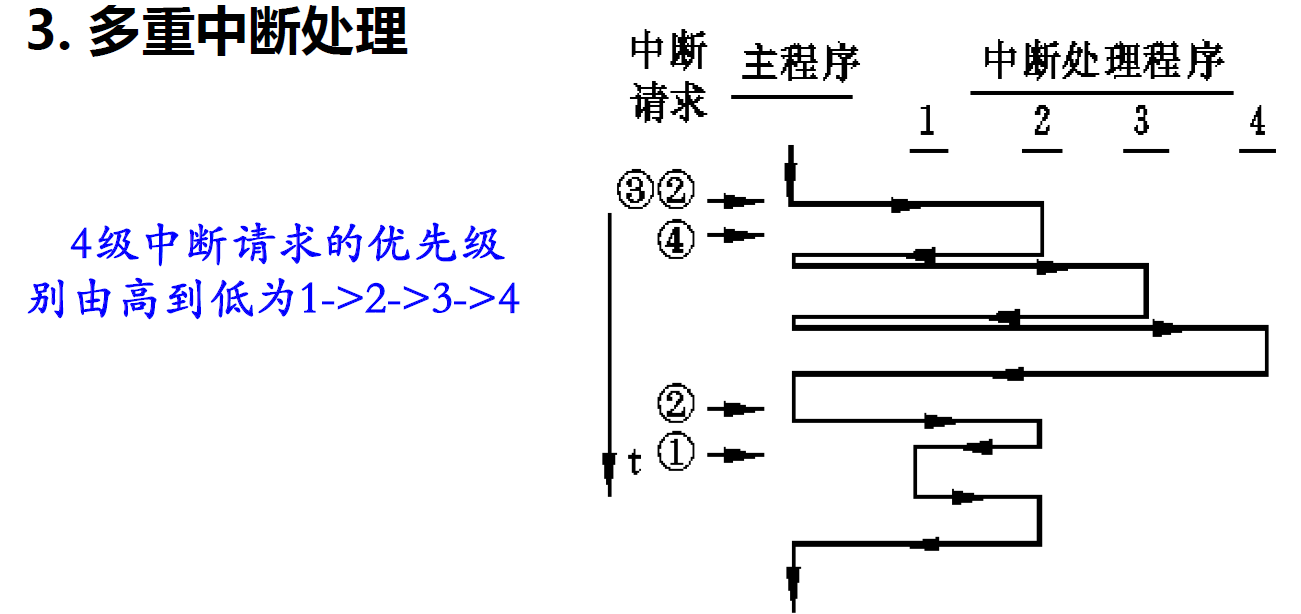 3. 多重中断处理
4级中断请求的优先级
别由高到低为1->2->3->4
中断
请求
主程序
中断处理程序
1 2 3 4
③②
④
②
①
t